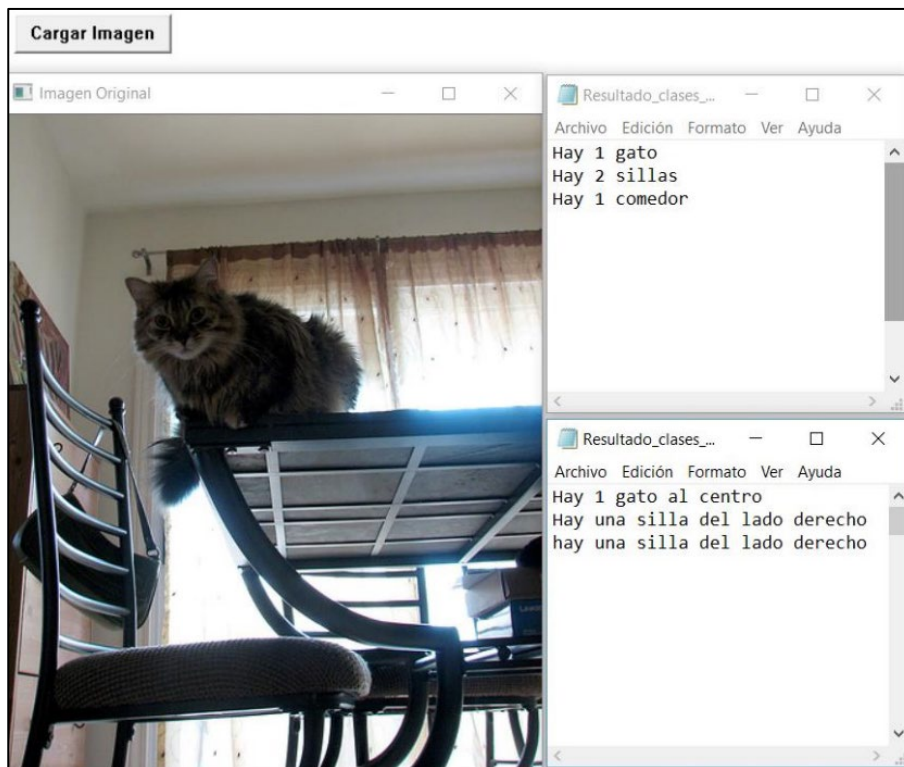 Cargar Imagen
Imagen Original
Resultado_clases_...
Archivo Edición Formato Ver Ayuda
Hay 1 gato
Hay 2 sillas
Hay 1 comedor
Resultado_clases_...
Archivo Edición Formato Ver Ayuda
Hay 1 gato al centro
Hay una silla del lado derecho
hay una silla del lado derecho